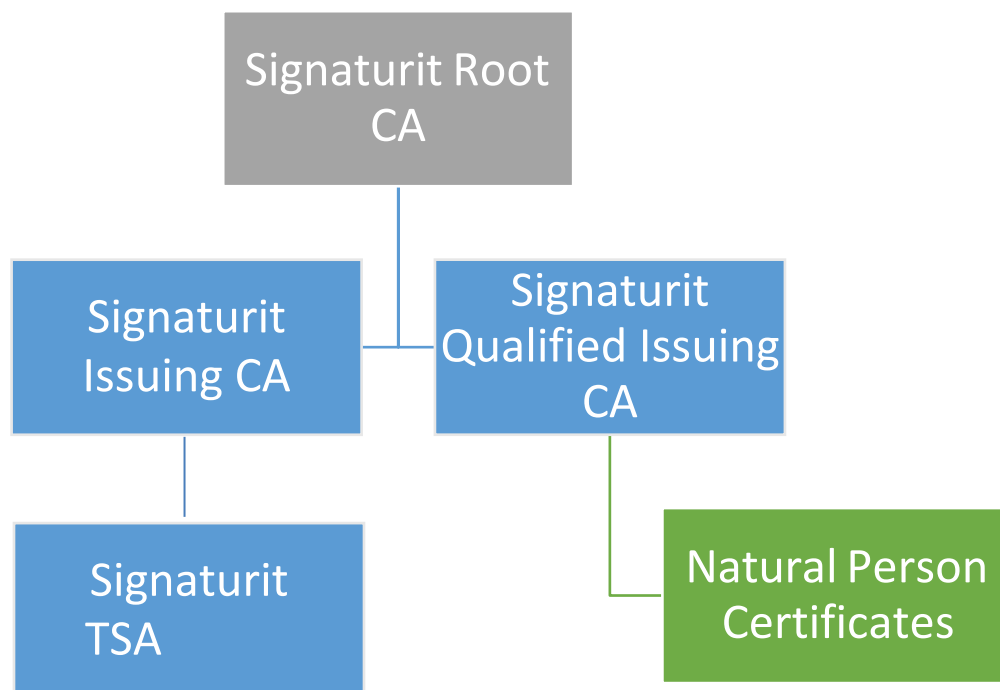 Signaturit Root
CA
Signaturit
Issuing CA
Signaturit
Qualified Issuing
CA
Signaturit
TSA
Natural Person
Certificates